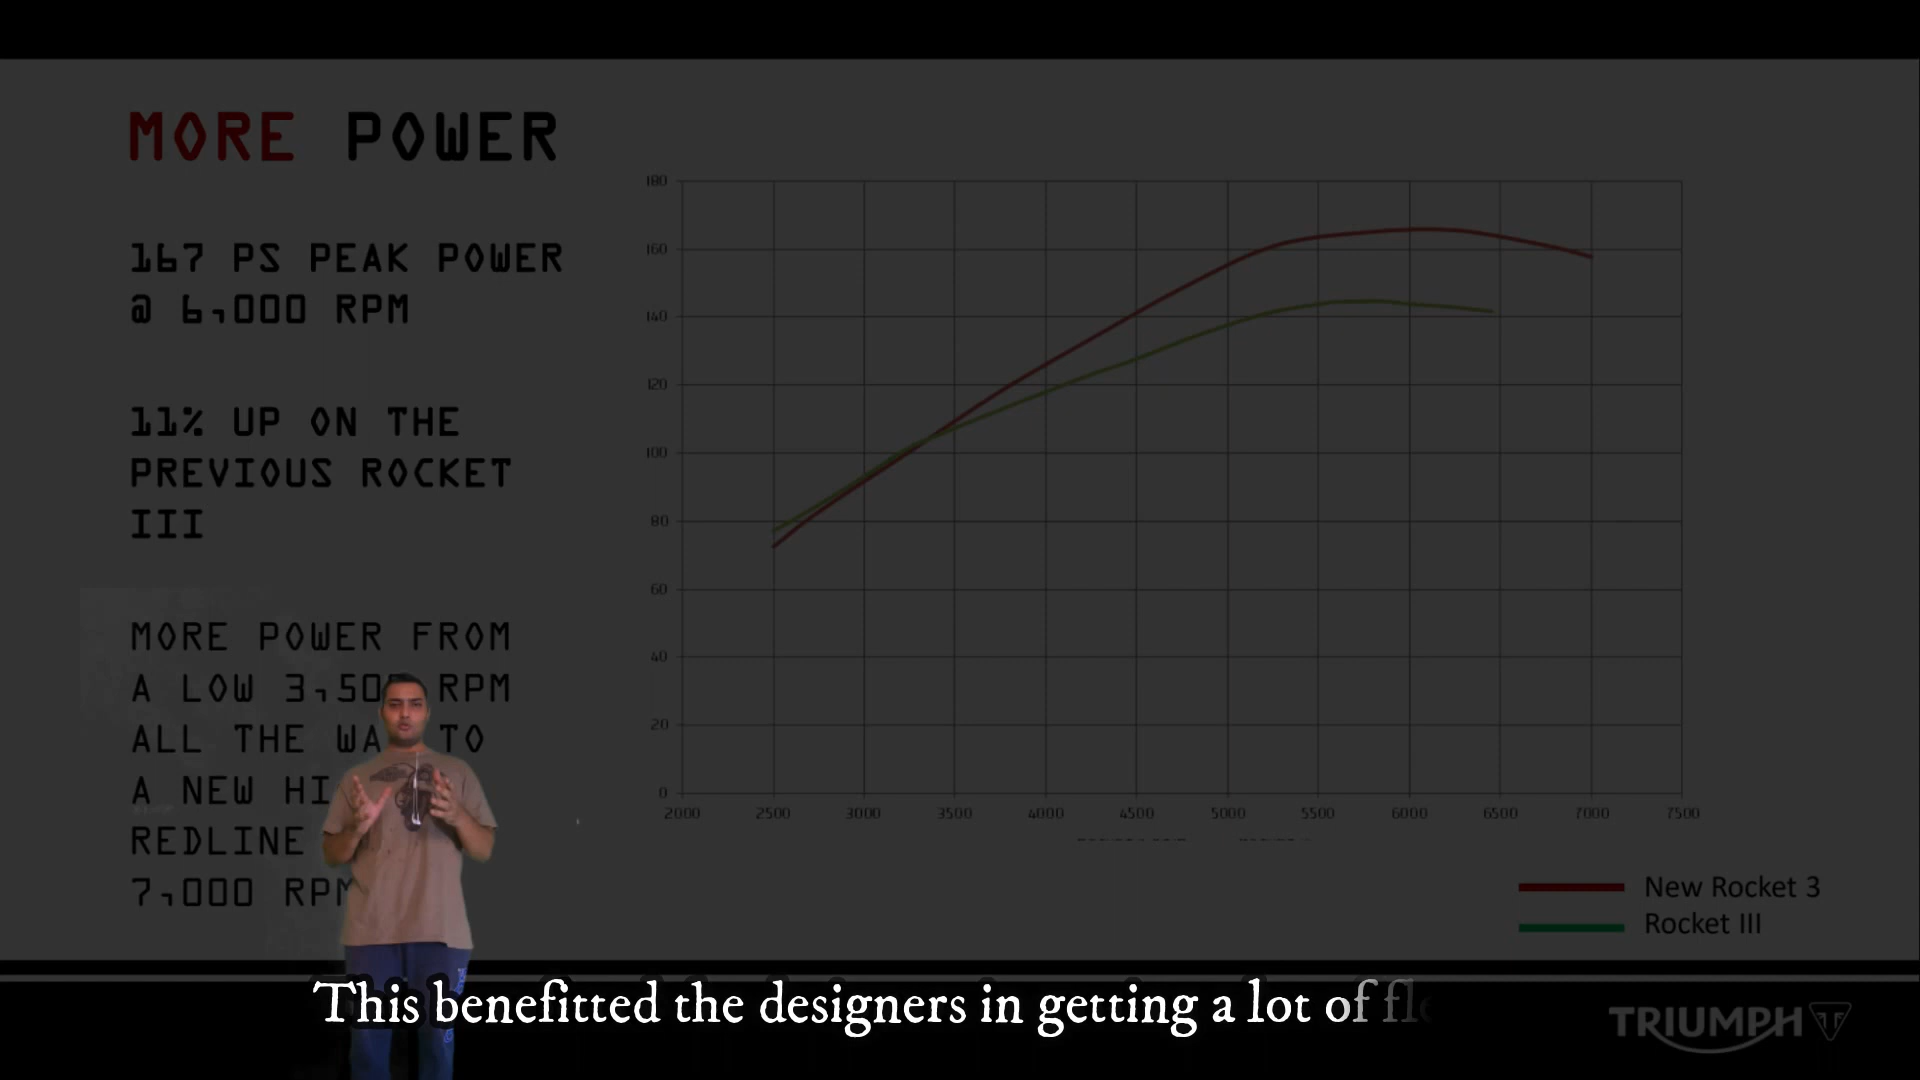 MORE POWER
167 PS PEAK POWER
@ 6,000 RPM
11% UP ON THE
PREVIOUS ROCKET
III
MORE POWER FROM
A LOW 3,500 RPM
ALL THE WAY TO
A NEW
REDLINE
7,000 RPM
180
160
140
120
100
80
60
40
20
0
2000 2500 3000 3500 4000 4500 5000 5500 6000 6500 7000 7500
New Rocket 3
Rocket III
This benefitted the designers in getting a lot of
TRIUMPH